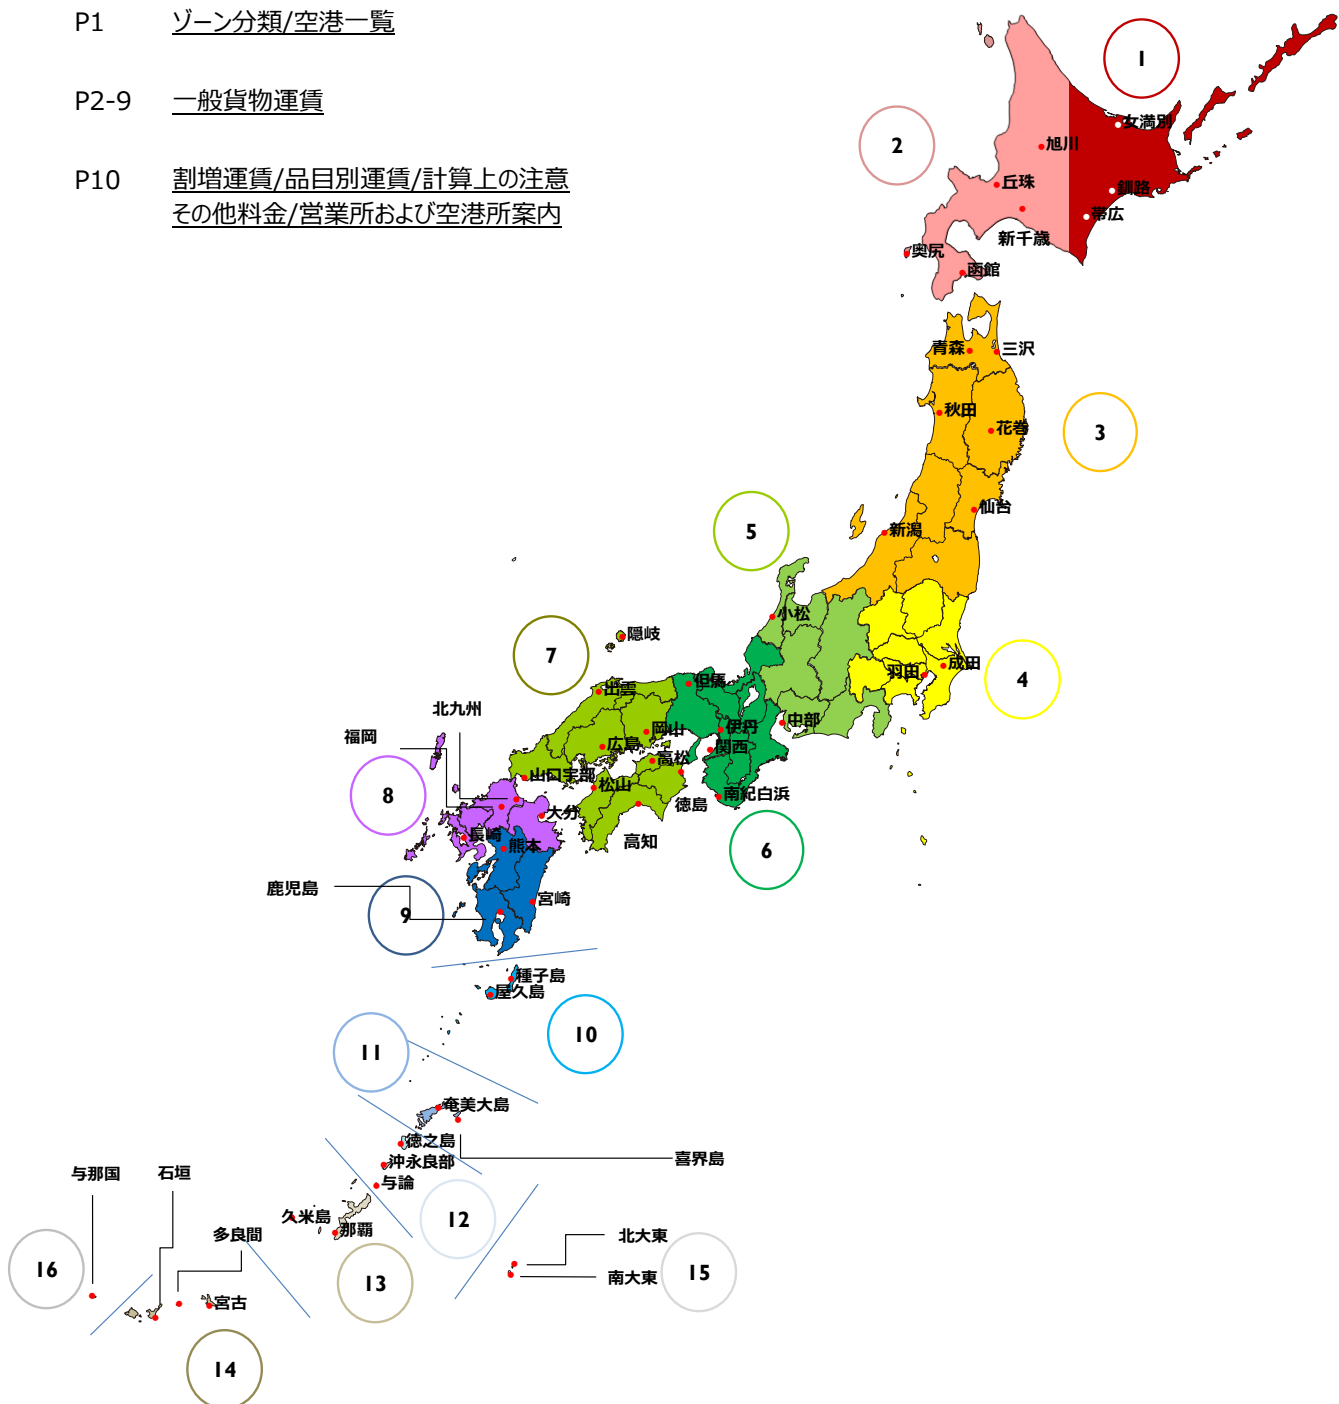 P1 ゾーン分類/空港一覧
P2-9 一般貨物運賃
P10 割増運賃/品目別運賃/計算上の注意
その他料金/営業所および空港所案内
1
女満別
2
旭川
丘珠
釧路
帯広
新千歳
奥尻
函館
青森
三沢
秋田
花巻
3
仙台
5
新潟
小松
隠岐
7
成田
羽田
4
但馬
出雲
北九州
中部
伊丹
岡山
福岡
広島
関西
高松
山口宇部
松山
8
南紀白浜
徳島
大分
長崎
高知
熊本
6
鹿児島
宮崎
9
種子島
屋久島
10
11
奄美大島
徳之島
喜界島
沖永良部
与那国
石垣
与論
久米島
12
那覇
多良間
北大東
16
15
南大東
13
宮古
14